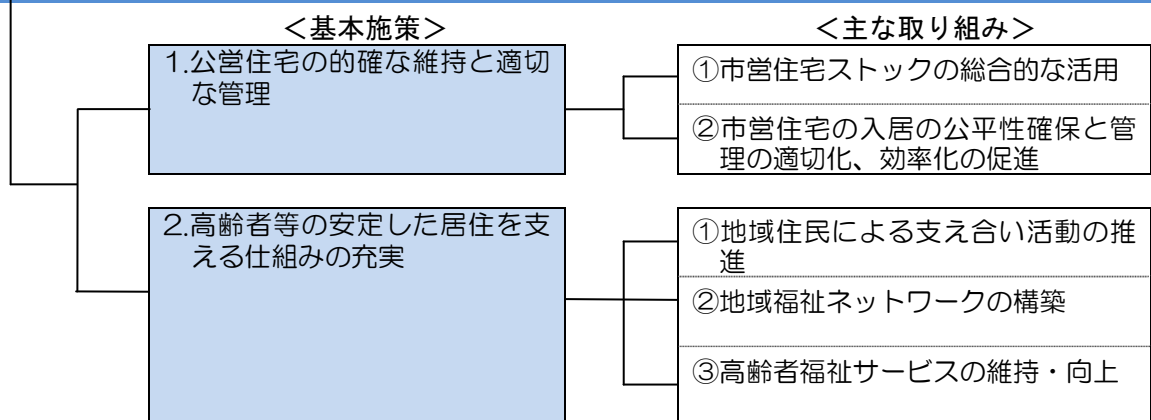 ＜基本施策＞
＜主な取り組み＞
1.公営住宅の的確な維持と適切
な管理
①市営住宅ストックの総合的な活用
②市営住宅の入居の公平性確保と管
理の適切化、効率化の促進
2.高齢者等の安定した居住を支
える仕組みの充実
①地域住民による支え合い活動の推
進
②地域福祉ネットワークの構築
③高齢者福祉サービスの維持・向上